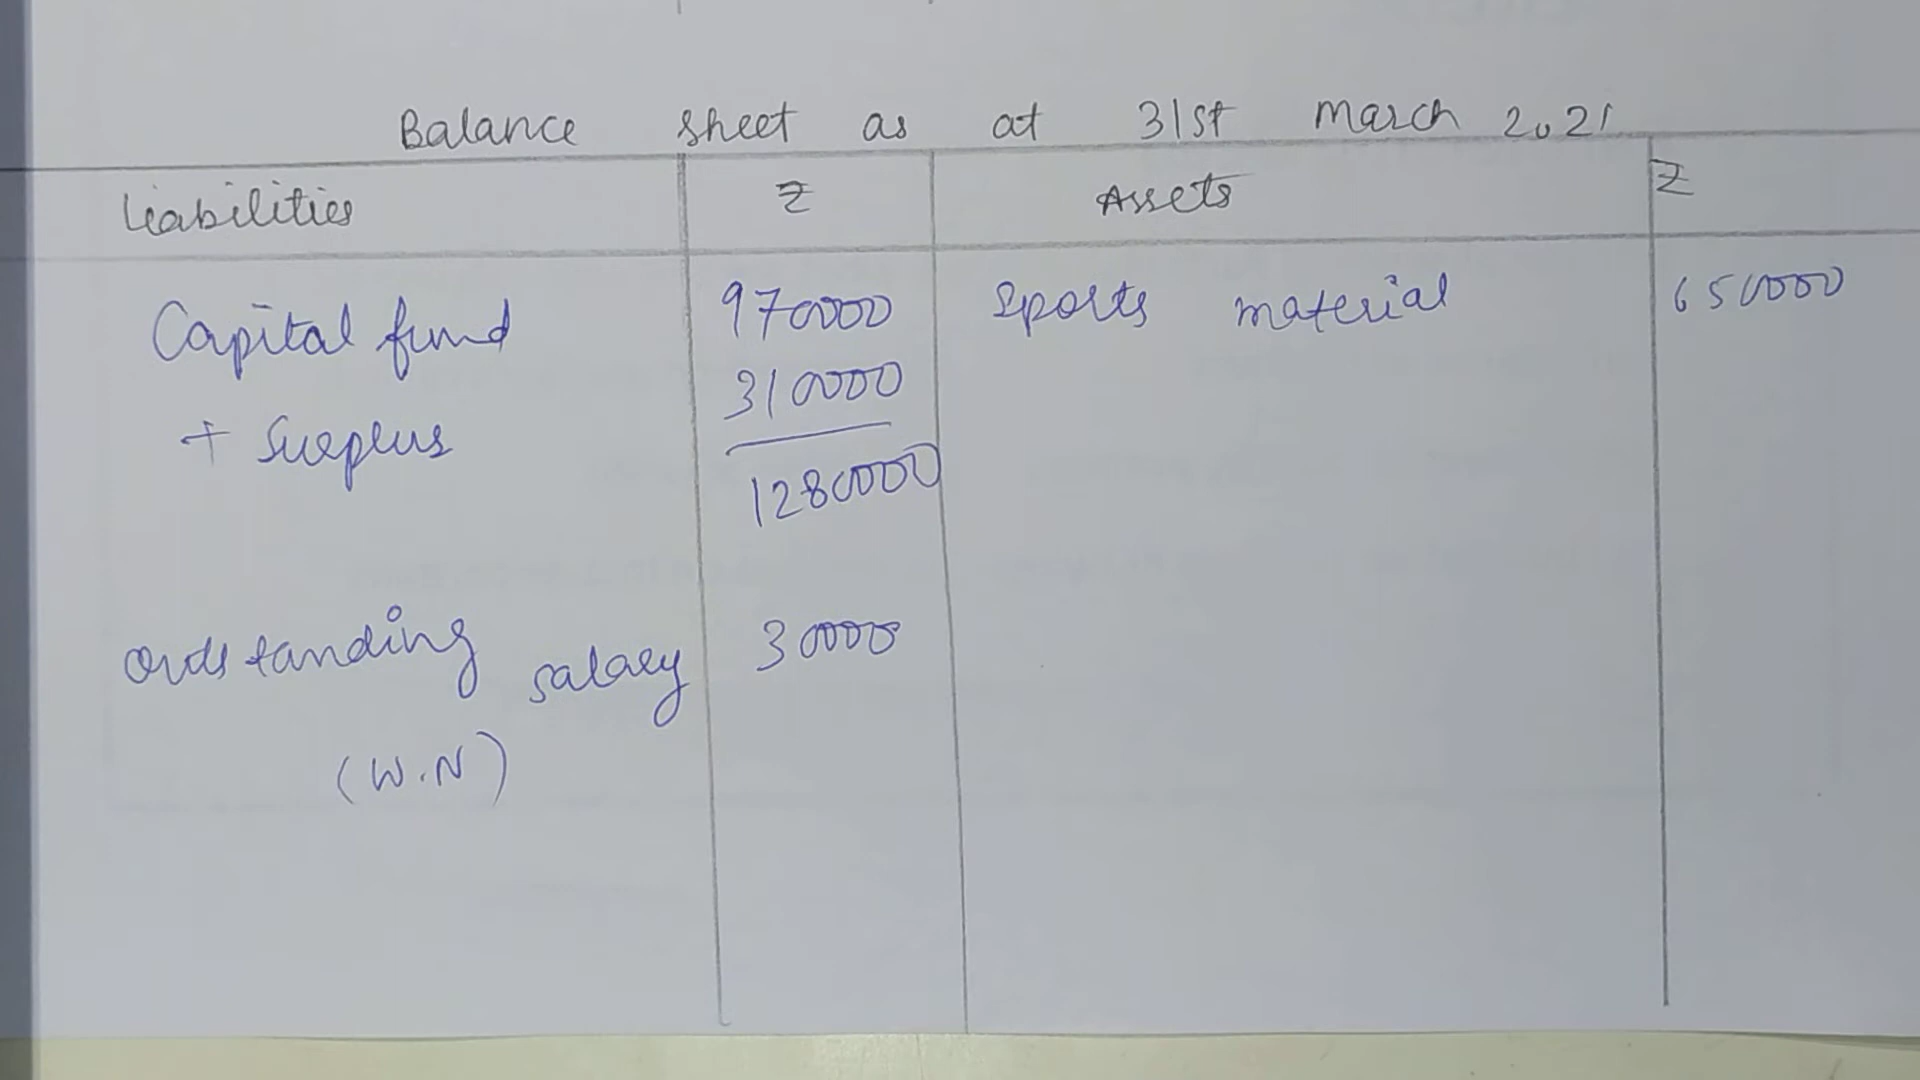 Balance sheet as at 31st March 2021
Liabilities ₹ Assets ₹
Capital fund 970000 Sports material 650000
+ Surplus 310000
1280000
Outstanding salary 30000
(W.N)